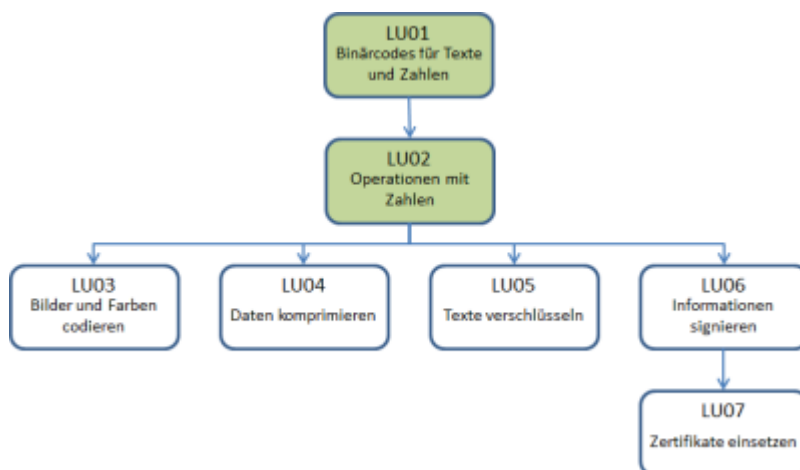 LU01
Binärcodes für Texte
und Zahlen
LU02
Operationen mit
Zahlen
LU03
Bilder und Farben
codieren
LU04
Daten komprimieren
LU05
Texte verschlüsseln
LU06
Informationen
signieren
LU07
Zertifikate einsetzen